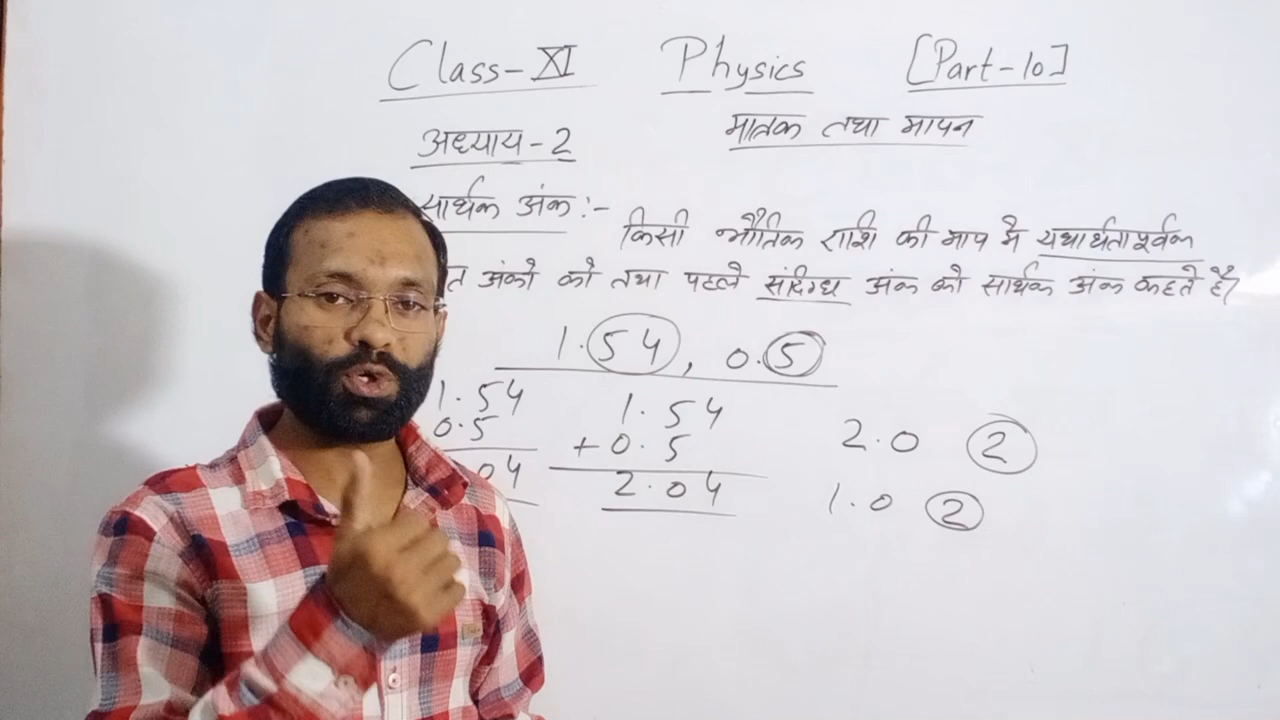 Class-XI Physics [Part-10]
अध्याय-2 मात्रक तथा मापन
सार्थक अंक :-
किसी भौतिक राशि की माप में यथार्थतापूर्वक
त अंको को तथा पहले संदिग्ध अंक को सार्थक अंक कहते है।
1.54, 0.5
1.54 1.54
0.5 + 0.5 2.0 2
04 2.04 1.0 2